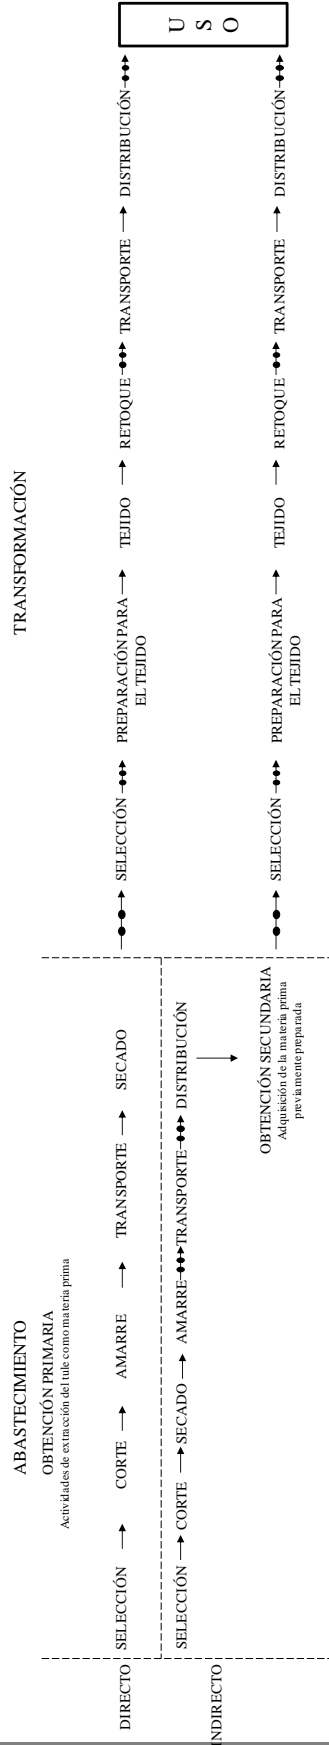 ABASTECIMIENTO
TRANSFORMACIÓN
OBTENCIÓN PRIMARIA
Actividades de extracción del tule como materia prima
DIRECTO
SELECCIÓN
CORTE
AMARRE
TRANSPORTE
SECADO
SELECCIÓN
PREPARACIÓN PARA
EL TEJIDO
TEJIDO
RETOQUE
TRANSPORTE
DISTRIBUCIÓN
USO
INDIRECTO
SELECCIÓN
CORTE
SECADO
AMARRE
TRANSPORTE
DISTRIBUCIÓN
OBTENCIÓN SECUNDARIA
Adquisición de la materia prima
previamente preparada
SELECCIÓN
PREPARACIÓN PARA
EL TEJIDO
TEJIDO
RETOQUE
TRANSPORTE
DISTRIBUCIÓN